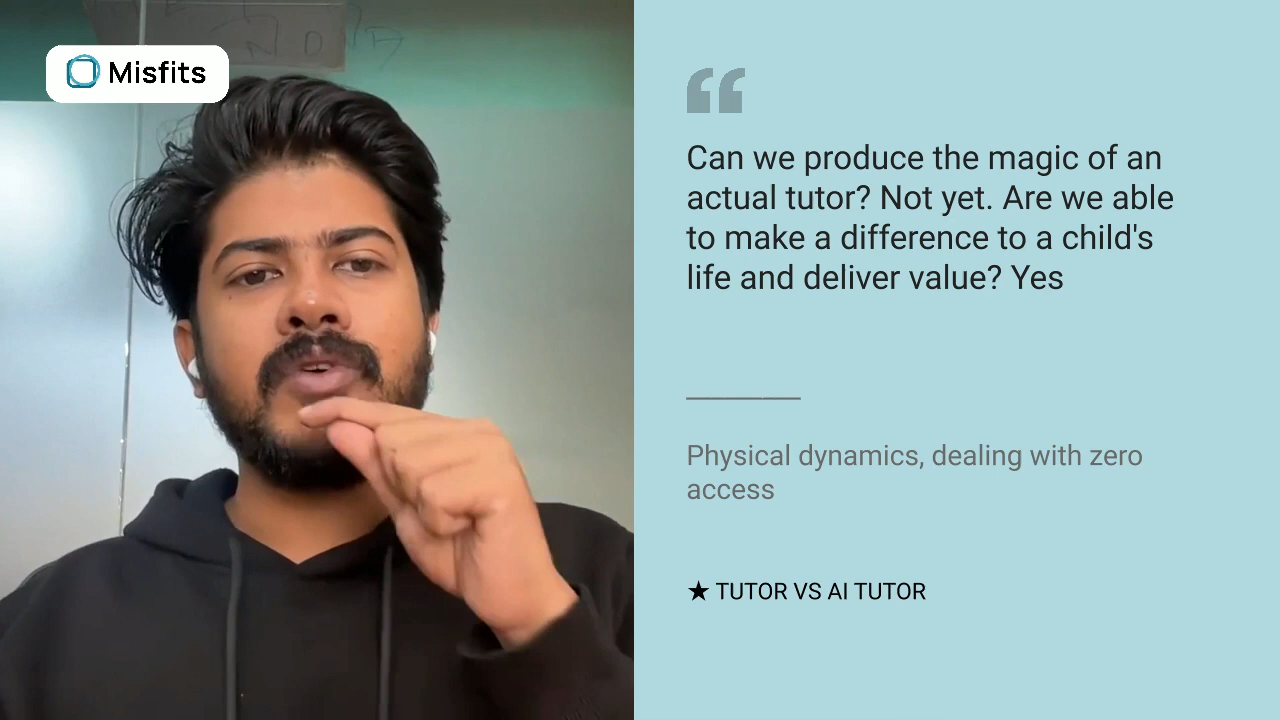 Misfits
Can we produce the magic of an
actual tutor? Not yet. Are we able
to make a difference to a child's
life and deliver value? Yes
Physical dynamics, dealing with zero
access
★ TUTOR VS AI TUTOR